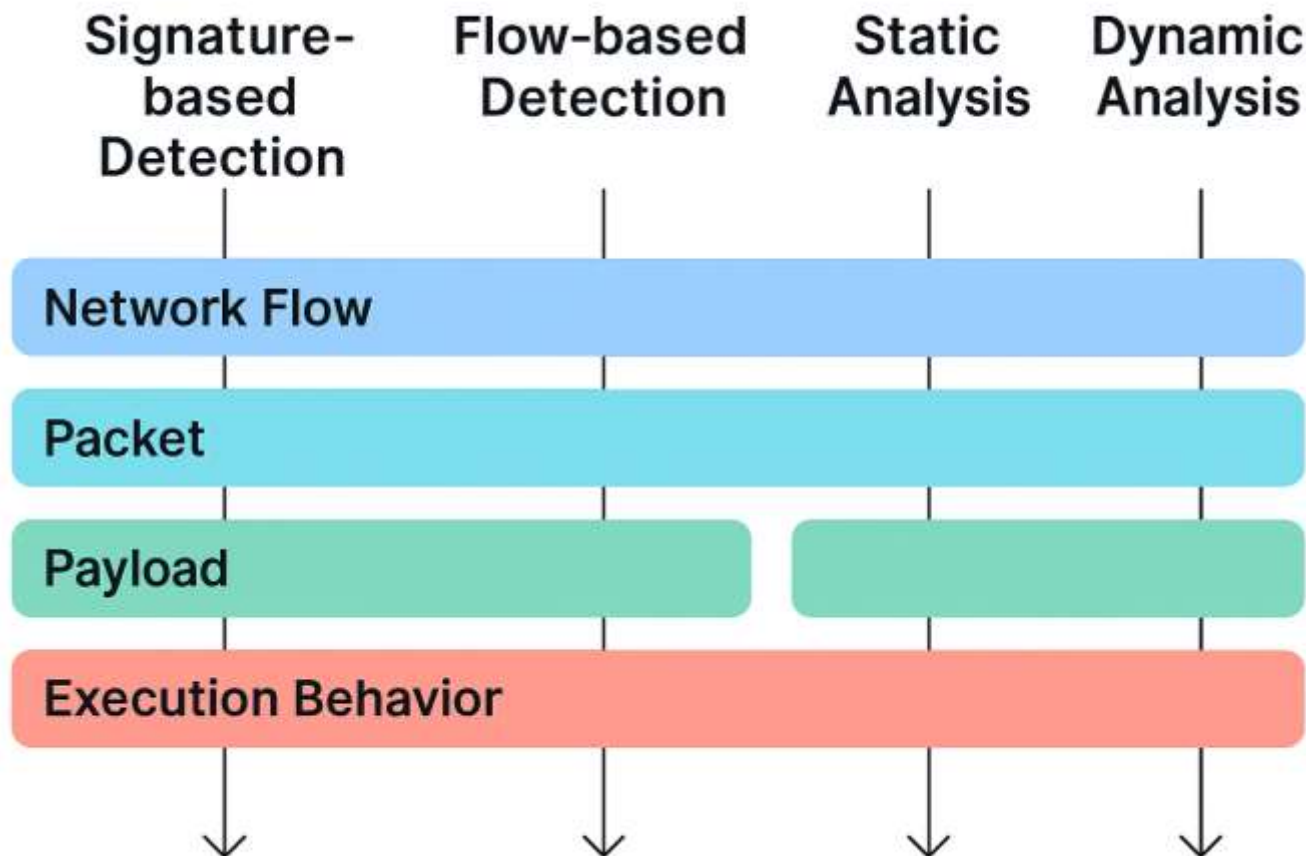 Signature-
based
Detection
Flow-based
Detection
Static
Analysis
Dynamic
Analysis
Network Flow
Packet
Payload
Execution Behavior